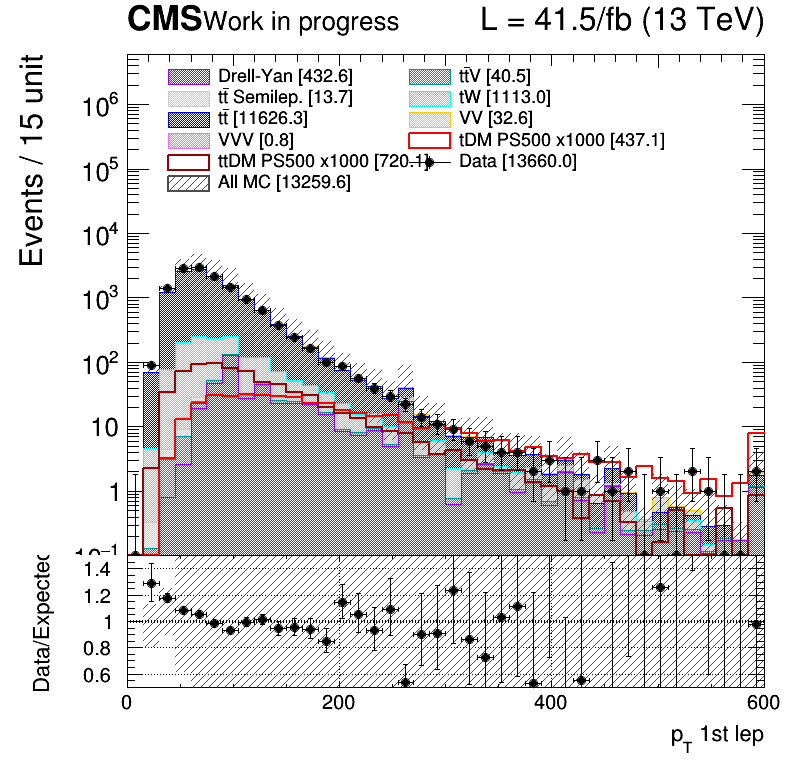 CMS Work in progress L = 41.5/fb (13 TeV)
Events / 15 unit
Drell-Yan [432.6] tt̄V [40.5]
tt̄ Semilep. [13.7] tW [1113.0]
tt̄ [11626.3] VV [32.6]
VVV [0.8] tDM PS500 x1000 [437.1]
ttDM PS500 x1000 [720.1] Data [13660.0]
All MC [13259.6]
10⁶
10⁵
10⁴
10³
10²
10
1
10⁻¹
Data/Expected
1.4
1.2
1
0.8
0.6
0 200 400 600
p_T 1st lep